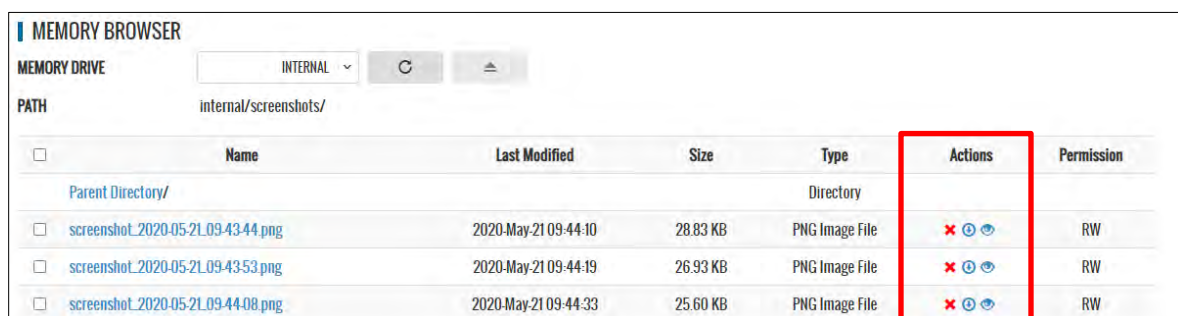 MEMORY BROWSER
MEMORY DRIVE INTERNAL
PATH internal/screenshots/
Name Last Modified Size Type Actions Permission
Parent Directory/ Directory
screenshot_2020-05-21_09-43-44.png 2020-May-21 09:44:10 28.83 KB PNG Image File RW
screenshot_2020-05-21_09-43-53.png 2020-May-21 09:44:19 26.93 KB PNG Image File RW
screenshot_2020-05-21_09-44-08.png 2020-May-21 09:44:33 25.60 KB PNG Image File RW